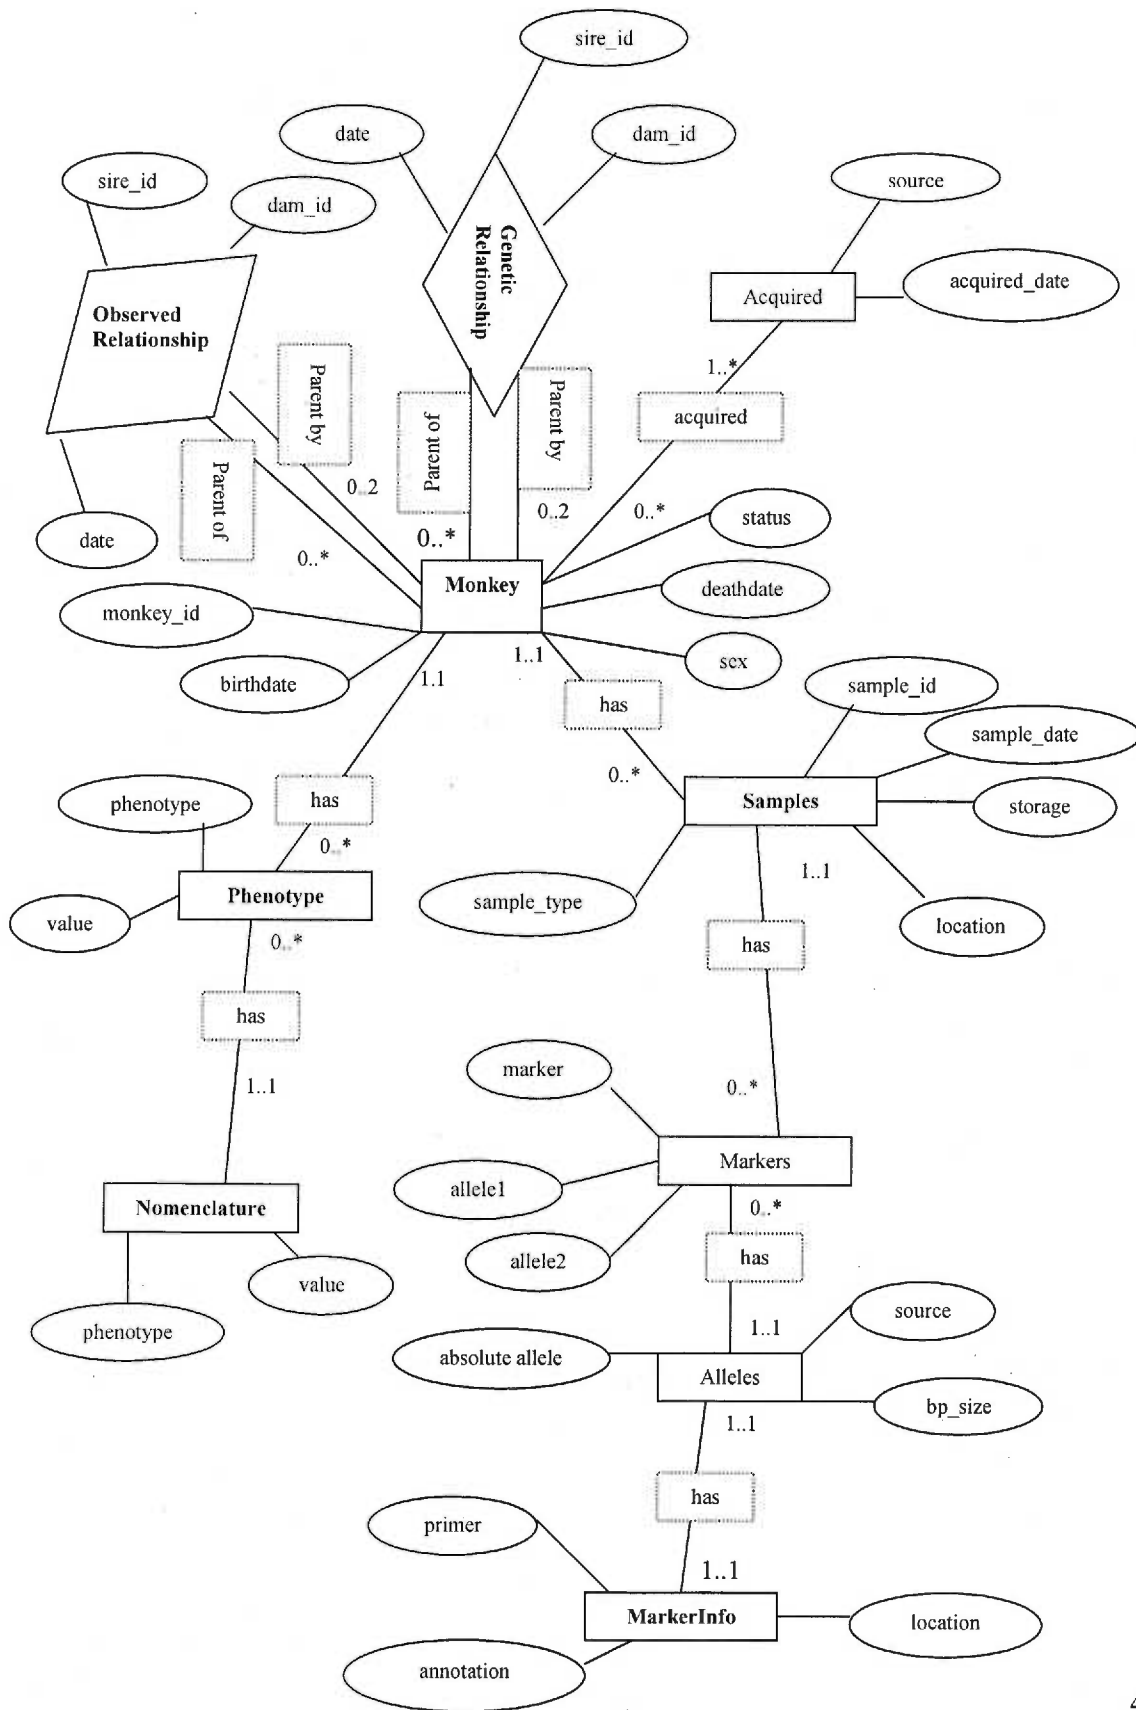 sire_id
date
dam_id
sire_id
source
dam_id
Genetic
Relationship
acquired_date
Acquired
Observed
Relationship
1..*
Parent by
Parent of
Parent by
acquired
Parent of
0..2
0..2
0..*
status
date
0..*
0..*
Monkey
deathdate
monkey_id
1..1
sex
birthdate
1.1
sample_id
has
sample_date
0..*
phenotype
has
Samples
storage
0..*
1..1
Phenotype
sample_type
value
location
0..*
has
has
marker
1..1
0..*
Markers
allele1
Nomenclature
0..*
allele2
has
value
source
phenotype
1..1
absolute allele
Alleles
bp_size
1..1
has
primer
1..1
MarkerInfo
location
annotation
4